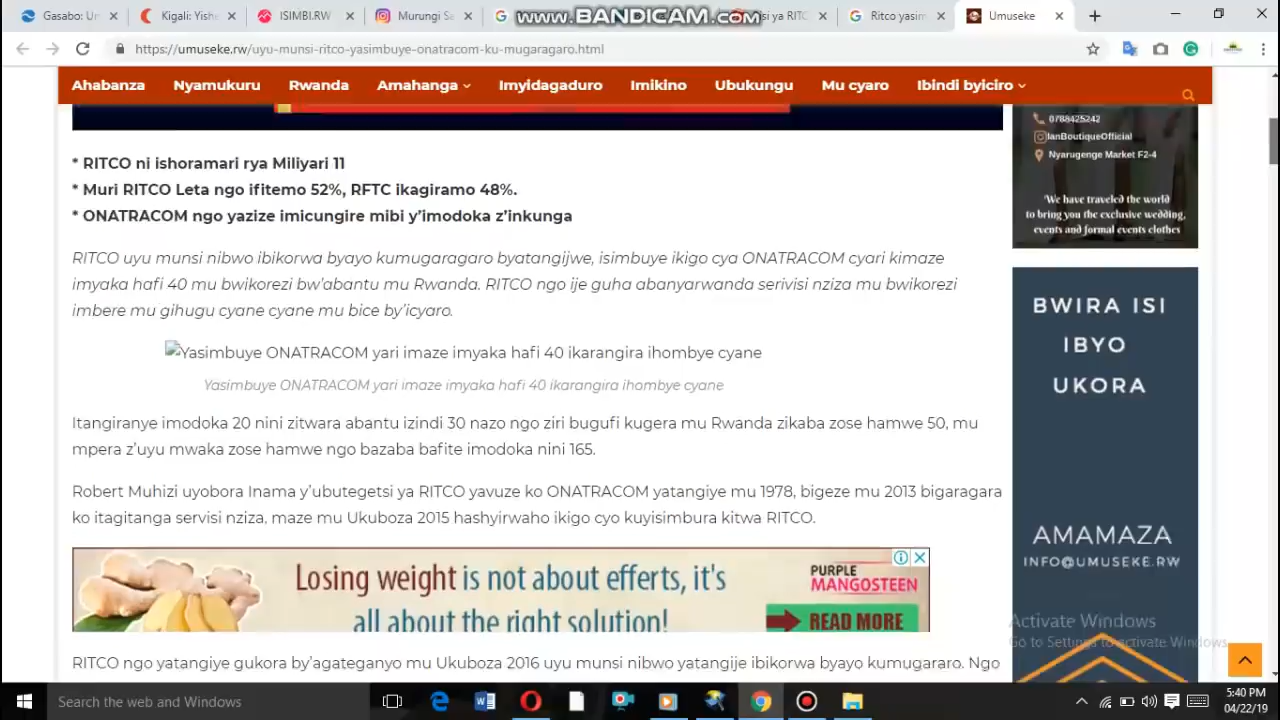 Gasabo: Um
Kigali: Yishe
ISIMBI.RW
Murungi Sa
www.BANDICAM.com
si ya RITC
Ritco yasim
Umuseke
https://umuseke.rw/uyu-munsi-ritco-yasimbuye-onatracom-ku-mugaragaro.html
Ahabanza Nyamukuru Rwanda Amahanga Imyidagaduro Imikino Ubukungu Mu cyaro Ibindi byiciro
* RITCO ni ishoramari rya Miliyari 11
* Muri RITCO Leta ngo ifitemo 52%, RFTC ikagiramo 48%.
* ONATRACOM ngo yazize imicungire mibi y'imodoka z'inkunga
RITCO uyu munsi nibwo ibikorwa byayo kumugaragaro byatangijwe, isimbuye ikigo cya ONATRACOM cyari kimaze
imyaka hafi 40 mu bwikorezi bw'abantu mu Rwanda. RITCO ngo ije guha abanyarwanda serivisi nziza mu bwikorezi
imbere mu gihugu cyane cyane mu bice by'icyaro.
Yasimbuye ONATRACOM yari imaze imyaka hafi 40 ikarangira ihombye cyane
Yasimbuye ONATRACOM yari imaze imyaka hafi 40 ikarangira ihombye cyane
Itangiranye imodoka 20 nini zitwara abantu izindi 30 nazo ngo ziri bugufi kugera mu Rwanda zikaba zose hamwe 50, mu
mpera z'uyu mwaka zose hamwe ngo bazaba bafite imodoka nini 165.
Robert Muhizi uyobora Inama y'ubutegetsi ya RITCO yavuze ko ONATRACOM yatangiye mu 1978, bigeze mu 2013 bigaragara
ko itagitanga servisi nziza, maze mu Ukuboza 2015 hashyirwaho ikigo cyo kuyisimbura kitwa RITCO.
Losing weight is not about efferts, it's
all about the right solution!
PURPLE
MANGOSTEEN
READ MORE
RITCO ngo yatangiye gukora by'agateganyo mu Ukuboza 2016 uyu munsi nibwo yatangije ibikorwa byayo kumugararo. Ngo
0788425242
IanBoutiqueOfficial
Nyarugenge Market F2-4
'We have traveled the world
to bring you the exclusive wedding,
events and formal events clothes
BWIRA ISI
IBYO
UKORA
AMAMAZA
INFO@UMUSEKE.RW
Activate Windows
Go to Settings to activate Windows.
Search the web and Windows
5:40 PM
04/22/19